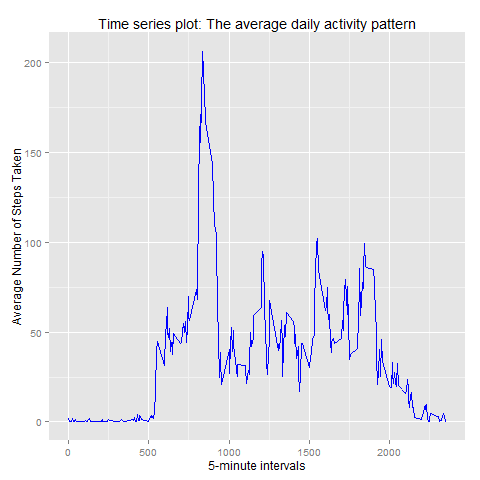 Time series plot: The average daily activity pattern
Average Number of Steps Taken
200
150
100
50
0
0 500 1000 1500 2000
5-minute intervals